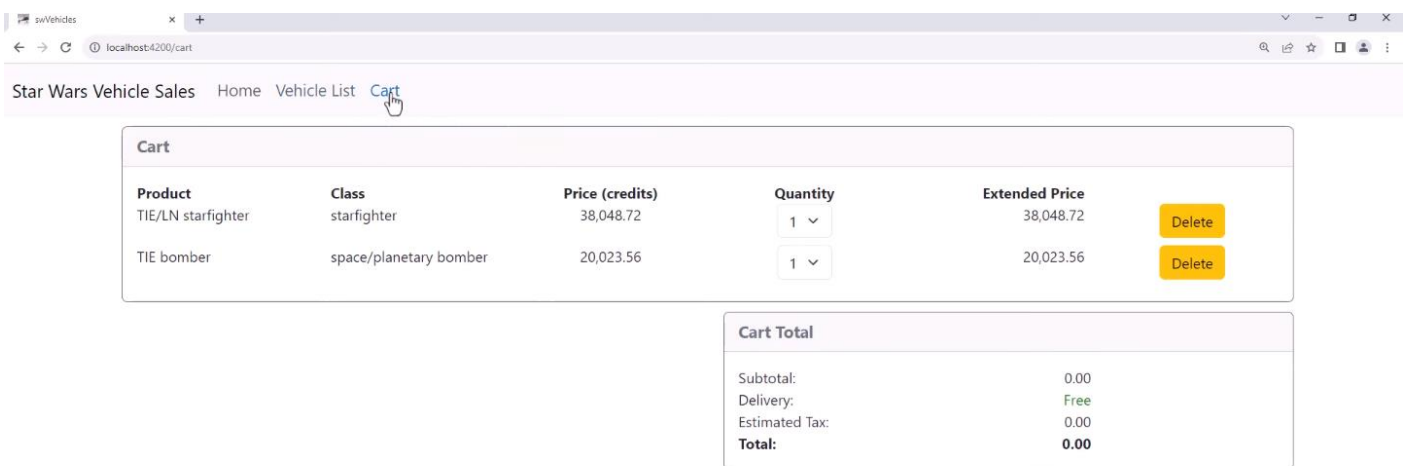 swVehicles
localhost:4200/cart
Star Wars Vehicle Sales Home Vehicle List Cart
Cart
Product Class Price (credits) Quantity Extended Price
TIE/LN starfighter starfighter 38,048.72 1 38,048.72 Delete
TIE bomber space/planetary bomber 20,023.56 1 20,023.56 Delete
Cart Total
Subtotal: 0.00
Delivery: Free
Estimated Tax: 0.00
Total: 0.00